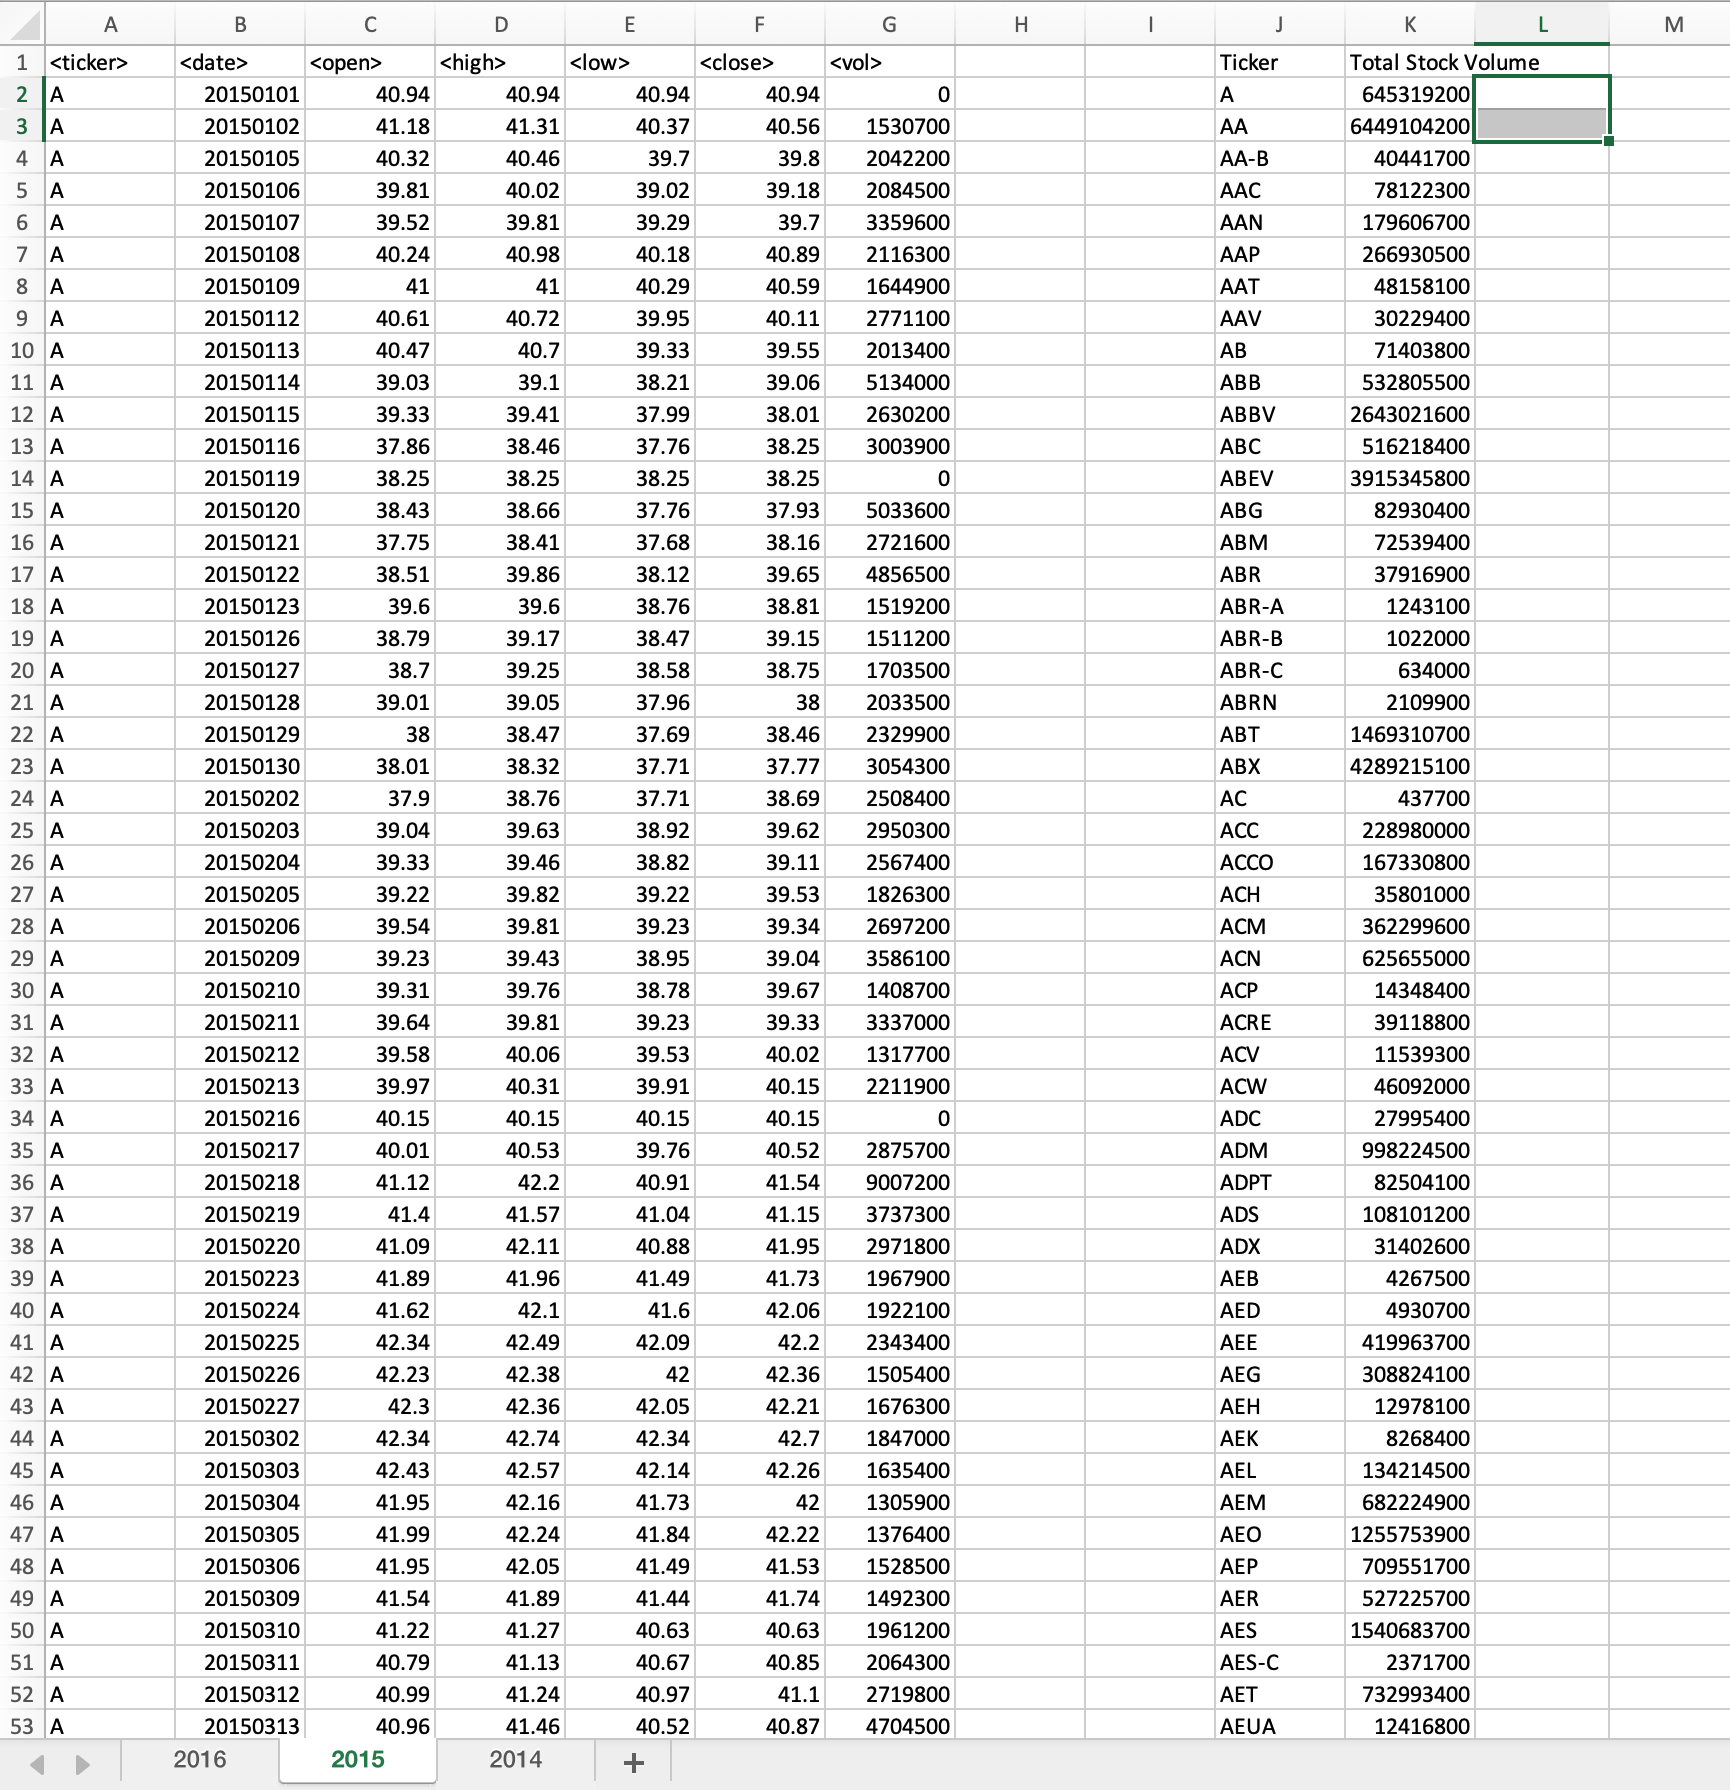 A B C D E F G H I J K L M
1 <ticker> <date> <open> <high> <low> <close> <vol> Ticker Total Stock Volume
2 A 20150101 40.94 40.94 40.94 40.94 0 A 645319200
3 A 20150102 41.18 41.31 40.37 40.56 1530700 AA 6449104200
4 A 20150105 40.32 40.46 39.7 39.8 2042200 AA-B 40441700
5 A 20150106 39.81 40.02 39.02 39.18 2084500 AAC 78122300
6 A 20150107 39.52 39.81 39.29 39.7 3359600 AAN 179606700
7 A 20150108 40.24 40.98 40.18 40.89 2116300 AAP 266930500
8 A 20150109 41 41 40.29 40.59 1644900 AAT 48158100
9 A 20150112 40.61 40.72 39.95 40.11 2771100 AAV 30229400
10 A 20150113 40.47 40.7 39.33 39.55 2013400 AB 71403800
11 A 20150114 39.03 39.1 38.21 39.06 5134000 ABB 532805500
12 A 20150115 39.33 39.41 37.99 38.01 2630200 ABBV 2643021600
13 A 20150116 37.86 38.46 37.76 38.25 3003900 ABC 516218400
14 A 20150119 38.25 38.25 38.25 38.25 0 ABEV 3915345800
15 A 20150120 38.43 38.66 37.76 37.93 5033600 ABG 82930400
16 A 20150121 37.75 38.41 37.68 38.16 2721600 ABM 72539400
17 A 20150122 38.51 39.86 38.12 39.65 4856500 ABR 37916900
18 A 20150123 39.6 39.6 38.76 38.81 1519200 ABR-A 1243100
19 A 20150126 38.79 39.17 38.47 39.15 1511200 ABR-B 1022000
20 A 20150127 38.7 39.25 38.58 38.75 1703500 ABR-C 634000
21 A 20150128 39.01 39.05 37.96 38 2033500 ABRN 2109900
22 A 20150129 38 38.47 37.69 38.46 2329900 ABT 1469310700
23 A 20150130 38.01 38.32 37.71 37.77 3054300 ABX 4289215100
24 A 20150202 37.9 38.76 37.71 38.69 2508400 AC 437700
25 A 20150203 39.04 39.63 38.92 39.62 2950300 ACC 228980000
26 A 20150204 39.33 39.46 38.82 39.11 2567400 ACCO 167330800
27 A 20150205 39.22 39.82 39.22 39.53 1826300 ACH 35801000
28 A 20150206 39.54 39.81 39.23 39.34 2697200 ACM 362299600
29 A 20150209 39.23 39.43 38.95 39.04 3586100 ACN 625655000
30 A 20150210 39.31 39.76 38.78 39.67 1408700 ACP 14348400
31 A 20150211 39.64 39.81 39.23 39.33 3337000 ACRE 39118800
32 A 20150212 39.58 40.06 39.53 40.02 1317700 ACV 11539300
33 A 20150213 39.97 40.31 39.91 40.15 2211900 ACW 46092000
34 A 20150216 40.15 40.15 40.15 40.15 0 ADC 27995400
35 A 20150217 40.01 40.53 39.76 40.52 2875700 ADM 998224500
36 A 20150218 41.12 42.2 40.91 41.54 9007200 ADPT 82504100
37 A 20150219 41.4 41.57 41.04 41.15 3737300 ADS 108101200
38 A 20150220 41.09 42.11 40.88 41.95 2971800 ADX 31402600
39 A 20150223 41.89 41.96 41.49 41.73 1967900 AEB 4267500
40 A 20150224 41.62 42.1 41.6 42.06 1922100 AED 4930700
41 A 20150225 42.34 42.49 42.09 42.2 2343400 AEE 419963700
42 A 20150226 42.23 42.38 42 42.36 1505400 AEG 308824100
43 A 20150227 42.3 42.36 42.05 42.21 1676300 AEH 12978100
44 A 20150302 42.34 42.74 42.34 42.7 1847000 AEK 8268400
45 A 20150303 42.43 42.57 42.14 42.26 1635400 AEL 134214500
46 A 20150304 41.95 42.16 41.73 42 1305900 AEM 682224900
47 A 20150305 41.99 42.24 41.84 42.22 1376400 AEO 1255753900
48 A 20150306 41.95 42.05 41.49 41.53 1528500 AEP 709551700
49 A 20150309 41.54 41.89 41.44 41.74 1492300 AER 527225700
50 A 20150310 41.22 41.27 40.63 40.63 1961200 AES 1540683700
51 A 20150311 40.79 41.13 40.67 40.85 2064300 AES-C 2371700
52 A 20150312 40.99 41.24 40.97 41.1 2719800 AET 732993400
53 A 20150313 40.96 41.46 40.52 40.87 4704500 AEUA 12416800
2016 2015 2014 +